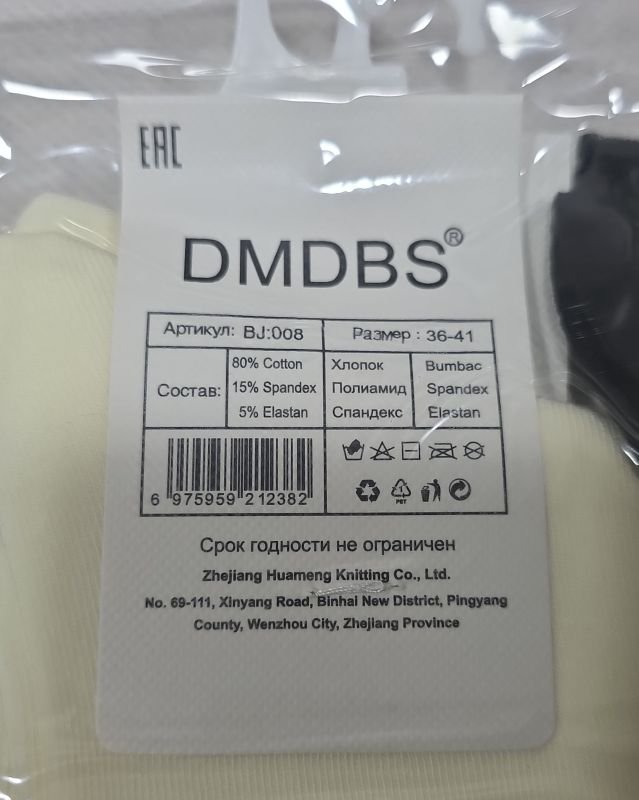 EAC
DMDBS®
Артикул: BJ:008 Размер : 36-41
Состав:
80% Cotton Хлопок Bumbac
15% Spandex Полиамид Spandex
5% Elastan Спандекс Elastan
6 975959 212382
1
PET
Срок годности не ограничен
Zhejiang Huameng Knitting Co., Ltd.
No. 69-111, Xinyang Road, Binhai New District, Pingyang
County, Wenzhou City, Zhejiang Province